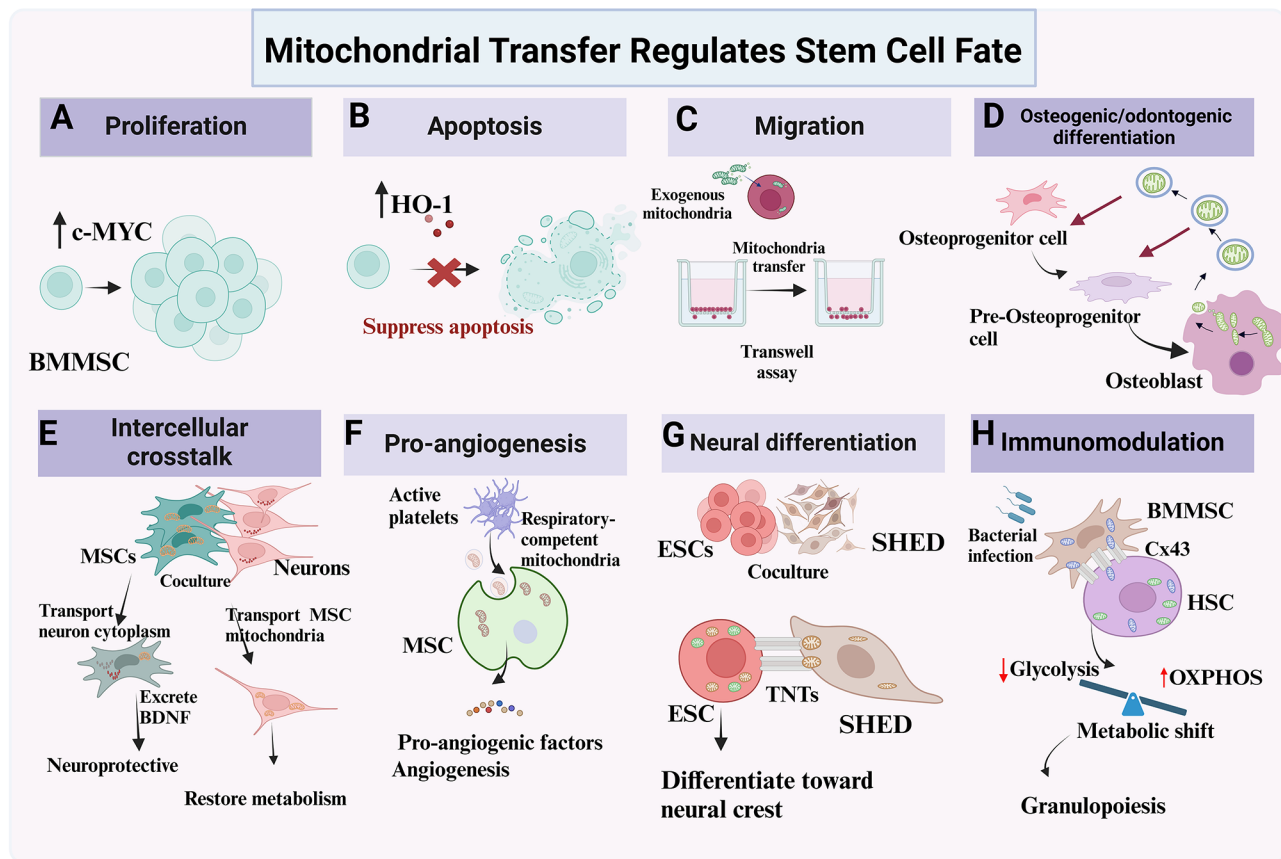 Mitochondrial Transfer Regulates Stem Cell Fate
A
Proliferation
c-MYC
BMMSC
B
Apoptosis
HO-1
Suppress apoptosis
C
Migration
Exogenous
mitochondria
Mitochondria
transfer
Transwell
assay
D
Osteogenic/odontogenic
differentiation
Osteoprogenitor cell
Pre-Osteoprogenitor
cell
Osteoblast
E
Intercellular
crosstalk
MSCs
Coculture
Neurons
Transport
neuron cytoplasm
Transport MSC
mitochondria
Excrete
BDNF
Neuroprotective
Restore metabolism
F
Pro-angiogenesis
Active
platelets
Respiratory-
competent
mitochondria
MSC
Pro-angiogenic factors
Angiogenesis
G
Neural differentiation
ESCs
SHED
Coculture
TNTs
ESC
SHED
Differentiate toward
neural crest
H
Immunomodulation
Bacterial
infection
BMMSC
Cx43
HSC
Glycolysis
OXPHOS
Metabolic shift
Granulopoiesis